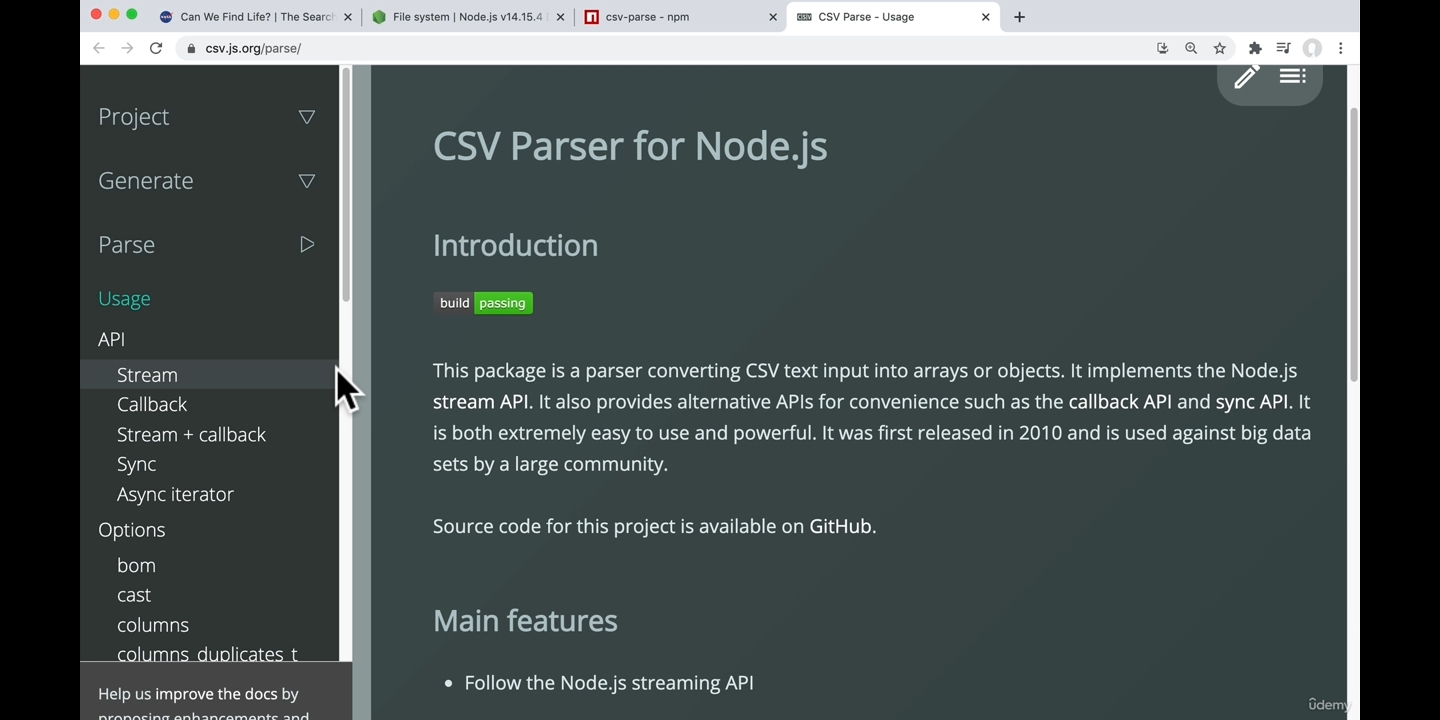 Can We Find Life? | The Search
File system | Node.js v14.15.4
csv-parse - npm
CSV Parse - Usage
csv.js.org/parse/
Project
Generate
Parse
Usage
API
Stream
Callback
Stream + callback
Sync
Async iterator
Options
bom
cast
columns
columns_duplicates_t
Help us improve the docs by
proposing enhancements and
CSV Parser for Node.js
Introduction
build passing
This package is a parser converting CSV text input into arrays or objects. It implements the Node.js
stream API. It also provides alternative APIs for convenience such as the callback API and sync API. It
is both extremely easy to use and powerful. It was first released in 2010 and is used against big data
sets by a large community.
Source code for this project is available on GitHub.
Main features
• Follow the Node.js streaming API
ûdemy